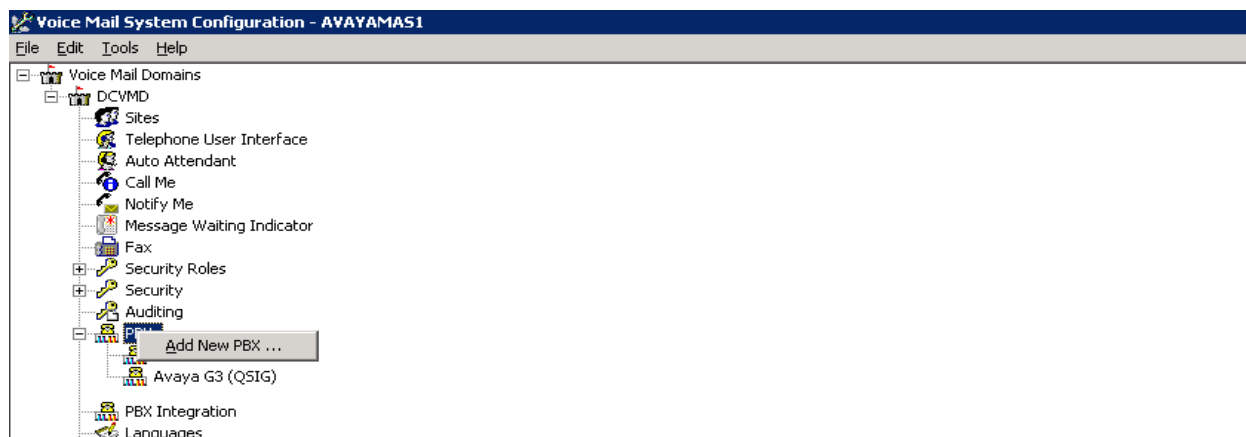 Voice Mail System Configuration - AVAYAMAS1
File Edit Tools Help
Voice Mail Domains
DCVMD
Sites
Telephone User Interface
Auto Attendant
Call Me
Notify Me
Message Waiting Indicator
Fax
Security Roles
Security
Auditing
Add New PBX ...
Avaya G3 (QSIG)
PBX Integration
Languages